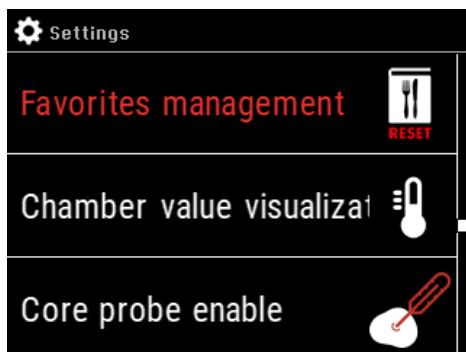 Settings
Favorites management
RESET
Chamber value visualizat
Core probe enable